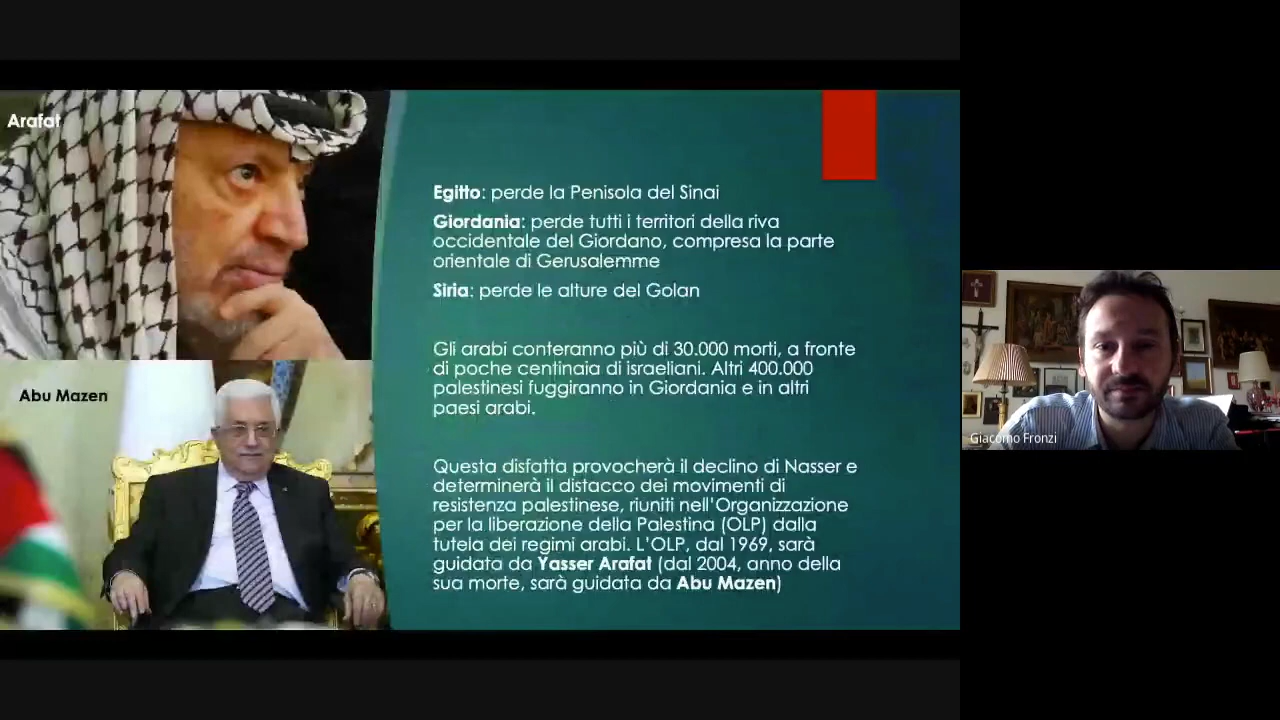 Arafat
Abu Mazen
Egitto: perde la Penisola del Sinai
Giordania: perde tutti i territori della riva
occidentale del Giordano, compresa la parte
orientale di Gerusalemme
Siria: perde le alture del Golan
Gli arabi conteranno più di 30.000 morti, a fronte
di poche centinaia di israeliani. Altri 400.000
palestinesi fuggiranno in Giordania e in altri
paesi arabi.
Questa disfatta provocherà il declino di Nasser e
determinerà il distacco dei movimenti di
resistenza palestinese, riuniti nell'Organizzazione
per la liberazione della Palestina (OLP) dalla
tutela dei regimi arabi. L'OLP, dal 1969, sarà
guidata da Yasser Arafat (dal 2004, anno della
sua morte, sarà guidata da Abu Mazen)
Giacomo Fronzi